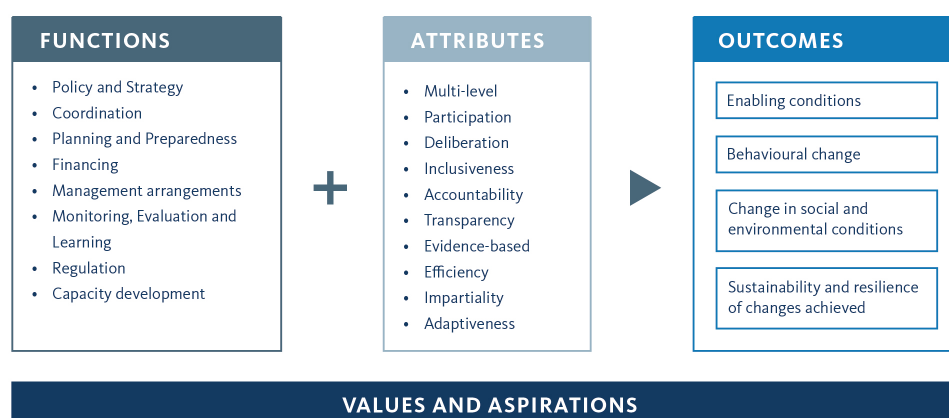 FUNCTIONS
• Policy and Strategy
• Coordination
• Planning and Preparedness
• Financing
• Management arrangements
• Monitoring, Evaluation and
Learning
• Regulation
• Capacity development
+
ATTRIBUTES
• Multi-level
• Participation
• Deliberation
• Inclusiveness
• Accountability
• Transparency
• Evidence-based
• Efficiency
• Impartiality
• Adaptiveness
OUTCOMES
Enabling conditions
Behavioural change
Change in social and
environmental conditions
Sustainability and resilience
of changes achieved
VALUES AND ASPIRATIONS